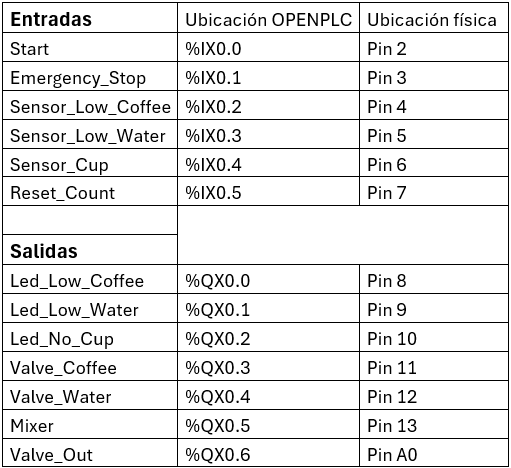 Entradas Ubicación OPENPLC Ubicación física
Start %IX0.0 Pin 2
Emergency_Stop %IX0.1 Pin 3
Sensor_Low_Coffee %IX0.2 Pin 4
Sensor_Low_Water %IX0.3 Pin 5
Sensor_Cup %IX0.4 Pin 6
Reset_Count %IX0.5 Pin 7
Salidas
Led_Low_Coffee %QX0.0 Pin 8
Led_Low_Water %QX0.1 Pin 9
Led_No_Cup %QX0.2 Pin 10
Valve_Coffee %QX0.3 Pin 11
Valve_Water %QX0.4 Pin 12
Mixer %QX0.5 Pin 13
Valve_Out %QX0.6 Pin A0